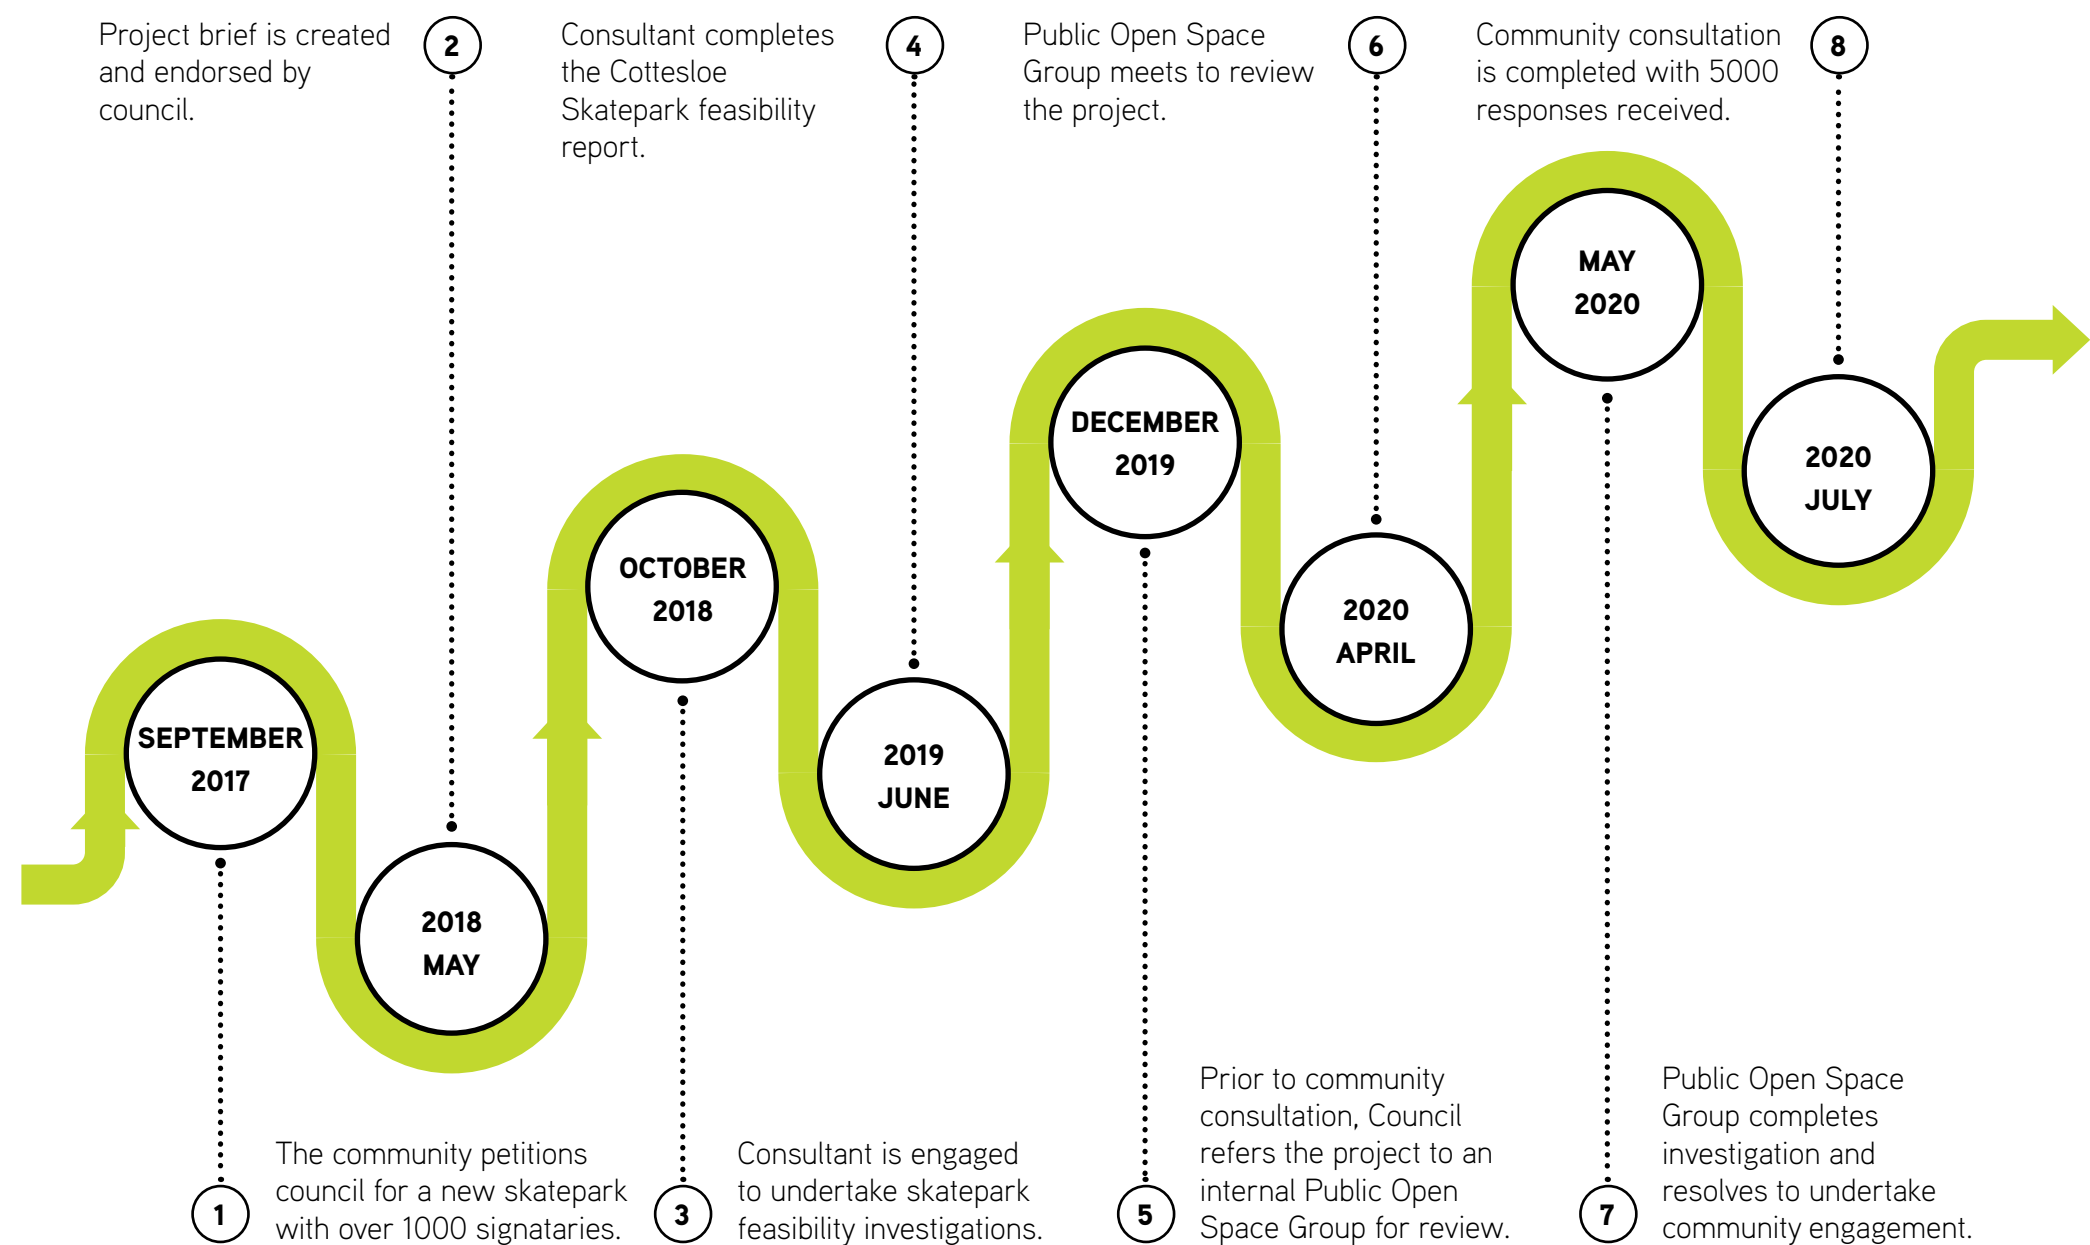 Project brief is created
and endorsed by
council.
2
Consultant completes
the Cottesloe
Skatepark feasibility
report.
4
Public Open Space
Group meets to review
the project.
6
Community consultation
is completed with 5000
responses received.
8
SEPTEMBER
2017
2018
MAY
OCTOBER
2018
2019
JUNE
DECEMBER
2019
2020
APRIL
MAY
2020
2020
JULY
1
The community petitions
council for a new skatepark
with over 1000 signataries.
3
Consultant is engaged
to undertake skatepark
feasibility investigations.
5
Prior to community
consultation, Council
refers the project to an
internal Public Open
Space Group for review.
7
Public Open Space
Group completes
investigation and
resolves to undertake
community engagement.